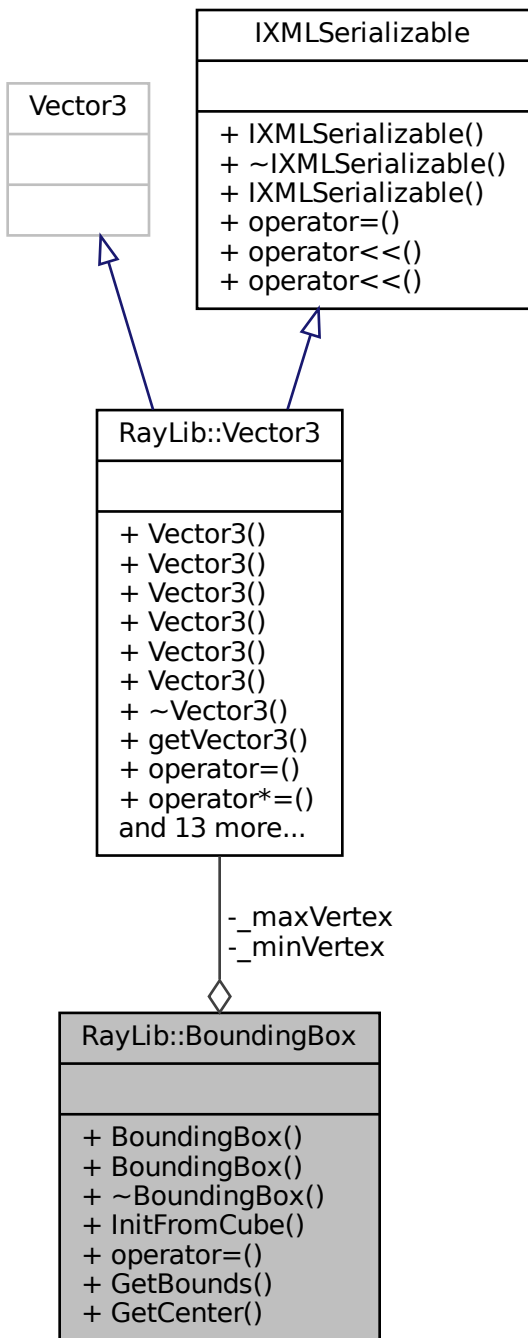 IXMLSerializable
+ IXMLSerializable()
+ ~IXMLSerializable()
+ IXMLSerializable()
+ operator=()
+ operator<<()
+ operator<<()
Vector3
RayLib::Vector3
+ Vector3()
+ Vector3()
+ Vector3()
+ Vector3()
+ Vector3()
+ Vector3()
+ ~Vector3()
+ getVector3()
+ operator=()
+ operator*=()
and 13 more...
-_maxVertex
-_minVertex
RayLib::BoundingBox
+ BoundingBox()
+ BoundingBox()
+ ~BoundingBox()
+ InitFromCube()
+ operator=()
+ GetBounds()
+ GetCenter()